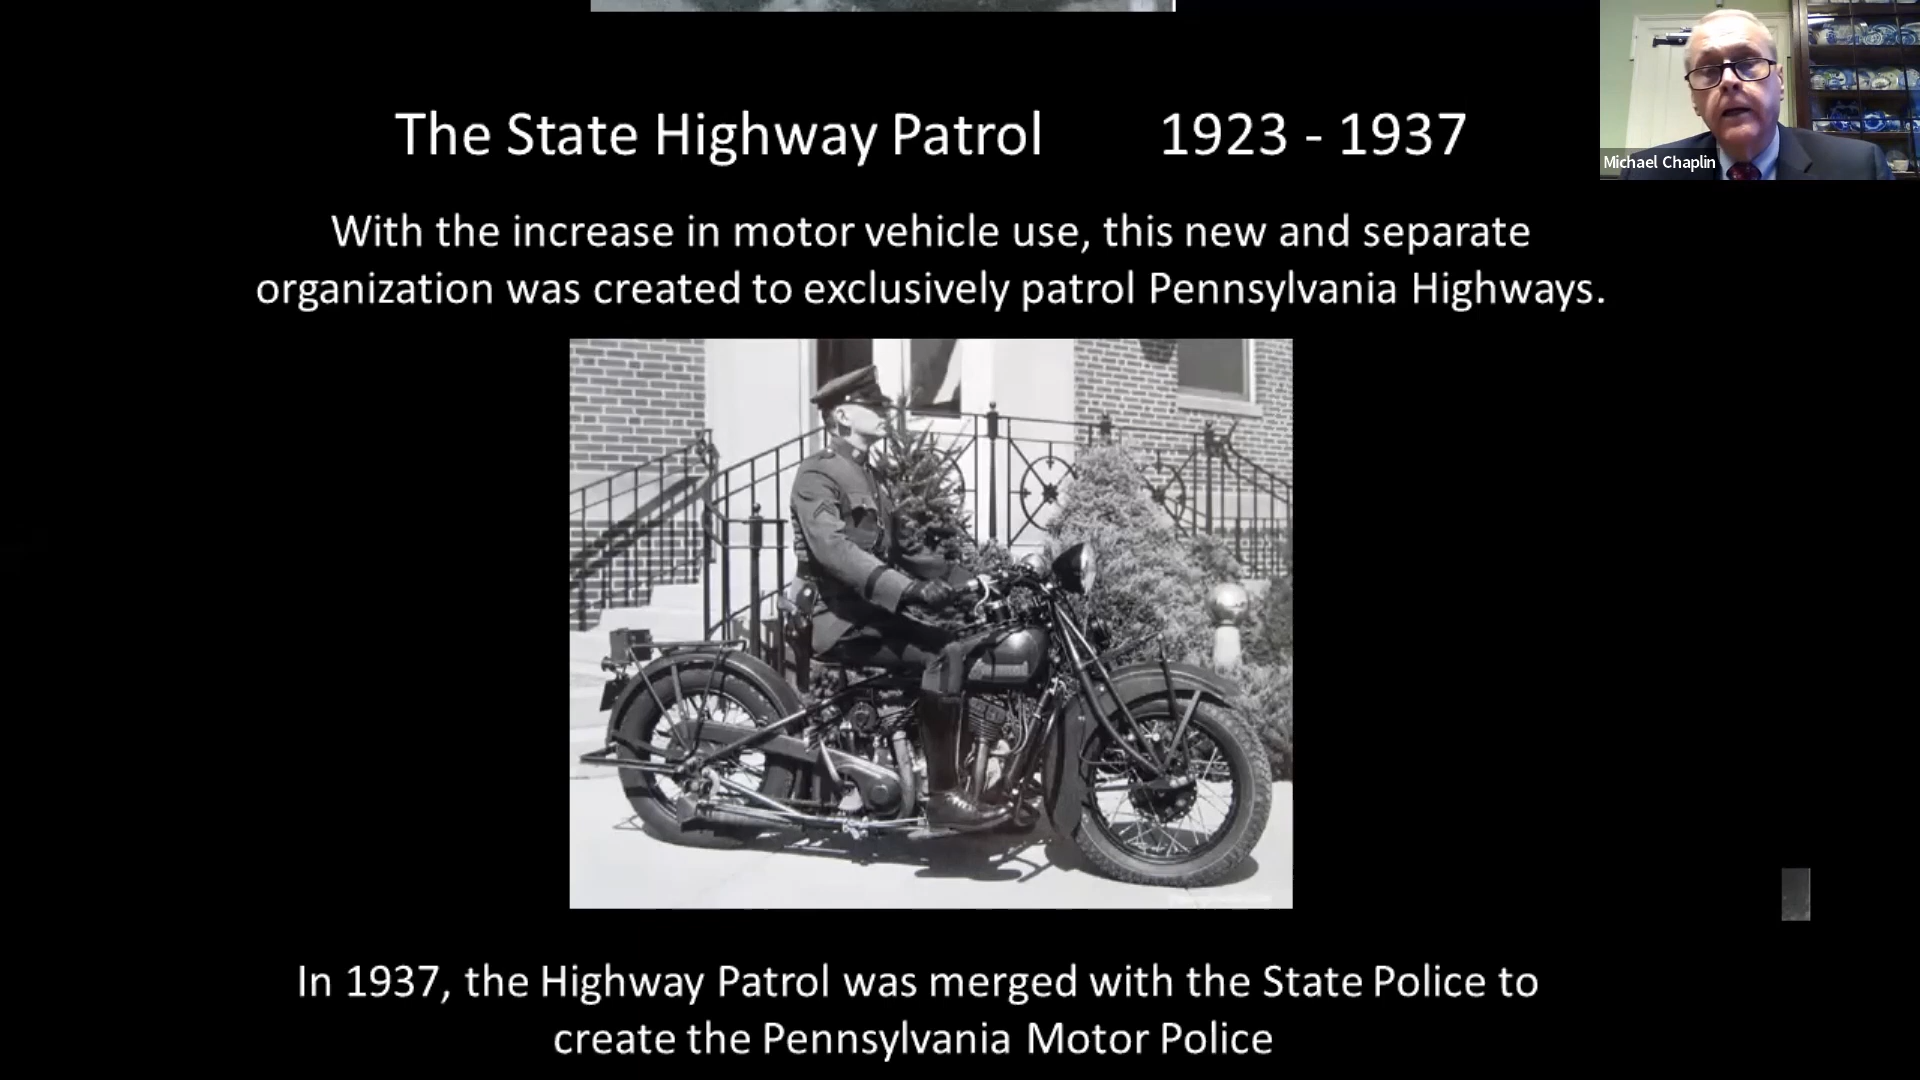 The State Highway Patrol 1923 - 1937
Michael Chaplin
With the increase in motor vehicle use, this new and separate
organization was created to exclusively patrol Pennsylvania Highways.
In 1937, the Highway Patrol was merged with the State Police to
create the Pennsylvania Motor Police